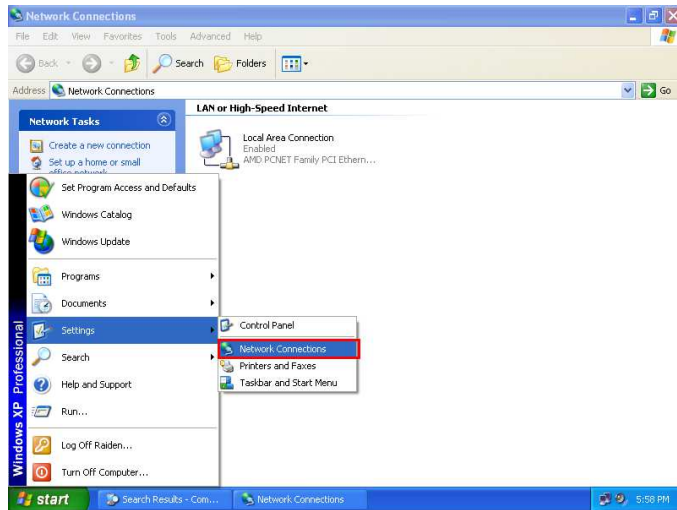 Network Connections
File Edit View Favorites Tools Advanced Help
Back Search Folders
Address Network Connections Go
Network Tasks
Create a new connection
Set up a home or small
office network
LAN or High-Speed Internet
Local Area Connection
Enabled
AMD PCNET Family PCI Ethern...
Set Program Access and Defaults
Windows Catalog
Windows Update
Programs
Documents
Settings
Search
Help and Support
Run...
Log Off Raiden...
Turn Off Computer...
Windows XP Professional
Control Panel
Network Connections
Printers and Faxes
Taskbar and Start Menu
start
Search Results - Com...
Network Connections
5:58 PM